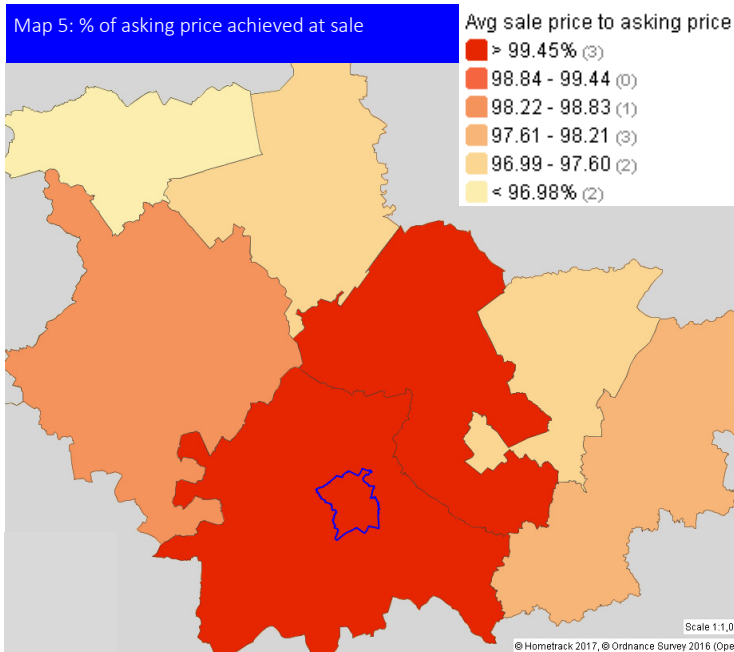 Map 5: % of asking price achieved at sale
Avg sale price to asking price
> 99.45% (3)
98.84 - 99.44 (0)
98.22 - 98.83 (1)
97.61 - 98.21 (3)
96.99 - 97.60 (2)
< 96.98% (2)
Scale 1:1,0
© Hometrack 2017, © Ordnance Survey 2016 (Ope